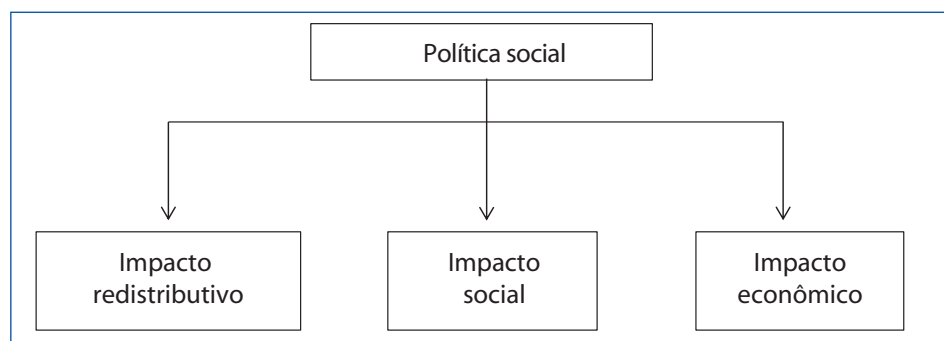 Política social
Impacto
redistributivo
Impacto
social
Impacto
econômico